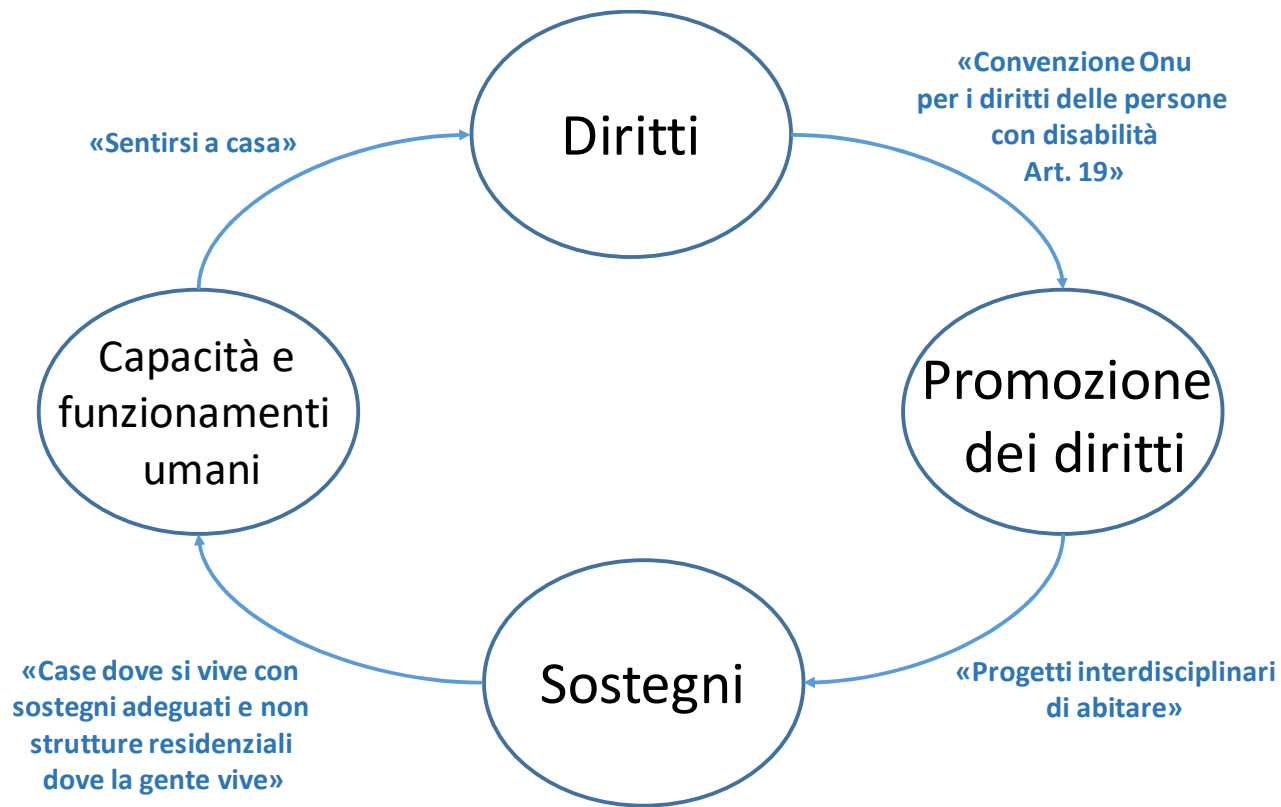 «Convenzione Onu
per i diritti delle persone
con disabilità
Art. 19»
«Sentirsi a casa»
Diritti
Capacità e
funzionamenti
umani
Promozione
dei diritti
Sostegni
«Case dove si vive con
sostegni adeguati e non
strutture residenziali
dove la gente vive»
«Progetti interdisciplinari
di abitare»